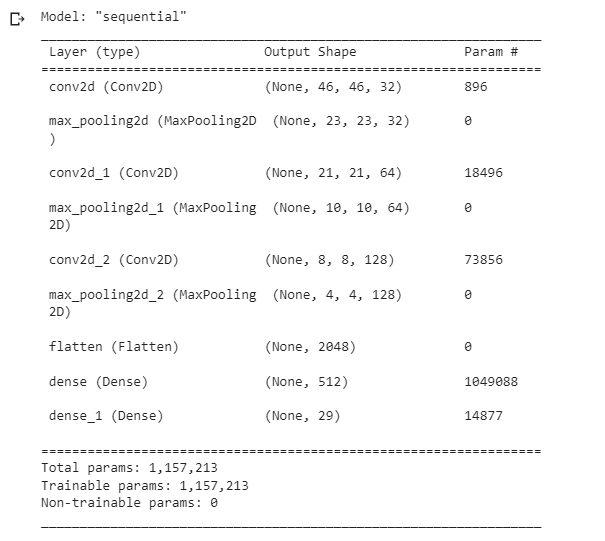 Model: "sequential"
_________________________________________________________________
Layer (type) Output Shape Param #
=================================================================
conv2d (Conv2D) (None, 46, 46, 32) 896
max_pooling2d (MaxPooling2D (None, 23, 23, 32) 0
)
conv2d_1 (Conv2D) (None, 21, 21, 64) 18496
max_pooling2d_1 (MaxPooling (None, 10, 10, 64) 0
2D)
conv2d_2 (Conv2D) (None, 8, 8, 128) 73856
max_pooling2d_2 (MaxPooling (None, 4, 4, 128) 0
2D)
flatten (Flatten) (None, 2048) 0
dense (Dense) (None, 512) 1049088
dense_1 (Dense) (None, 29) 14877
=================================================================
Total params: 1,157,213
Trainable params: 1,157,213
Non-trainable params: 0
_________________________________________________________________